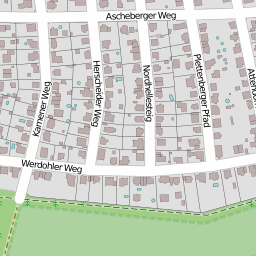 Ascheberger Weg
Kamener Weg
Herscheider Weg
Nordhellesteig
Plettenberger Pfad
Werdohler Weg